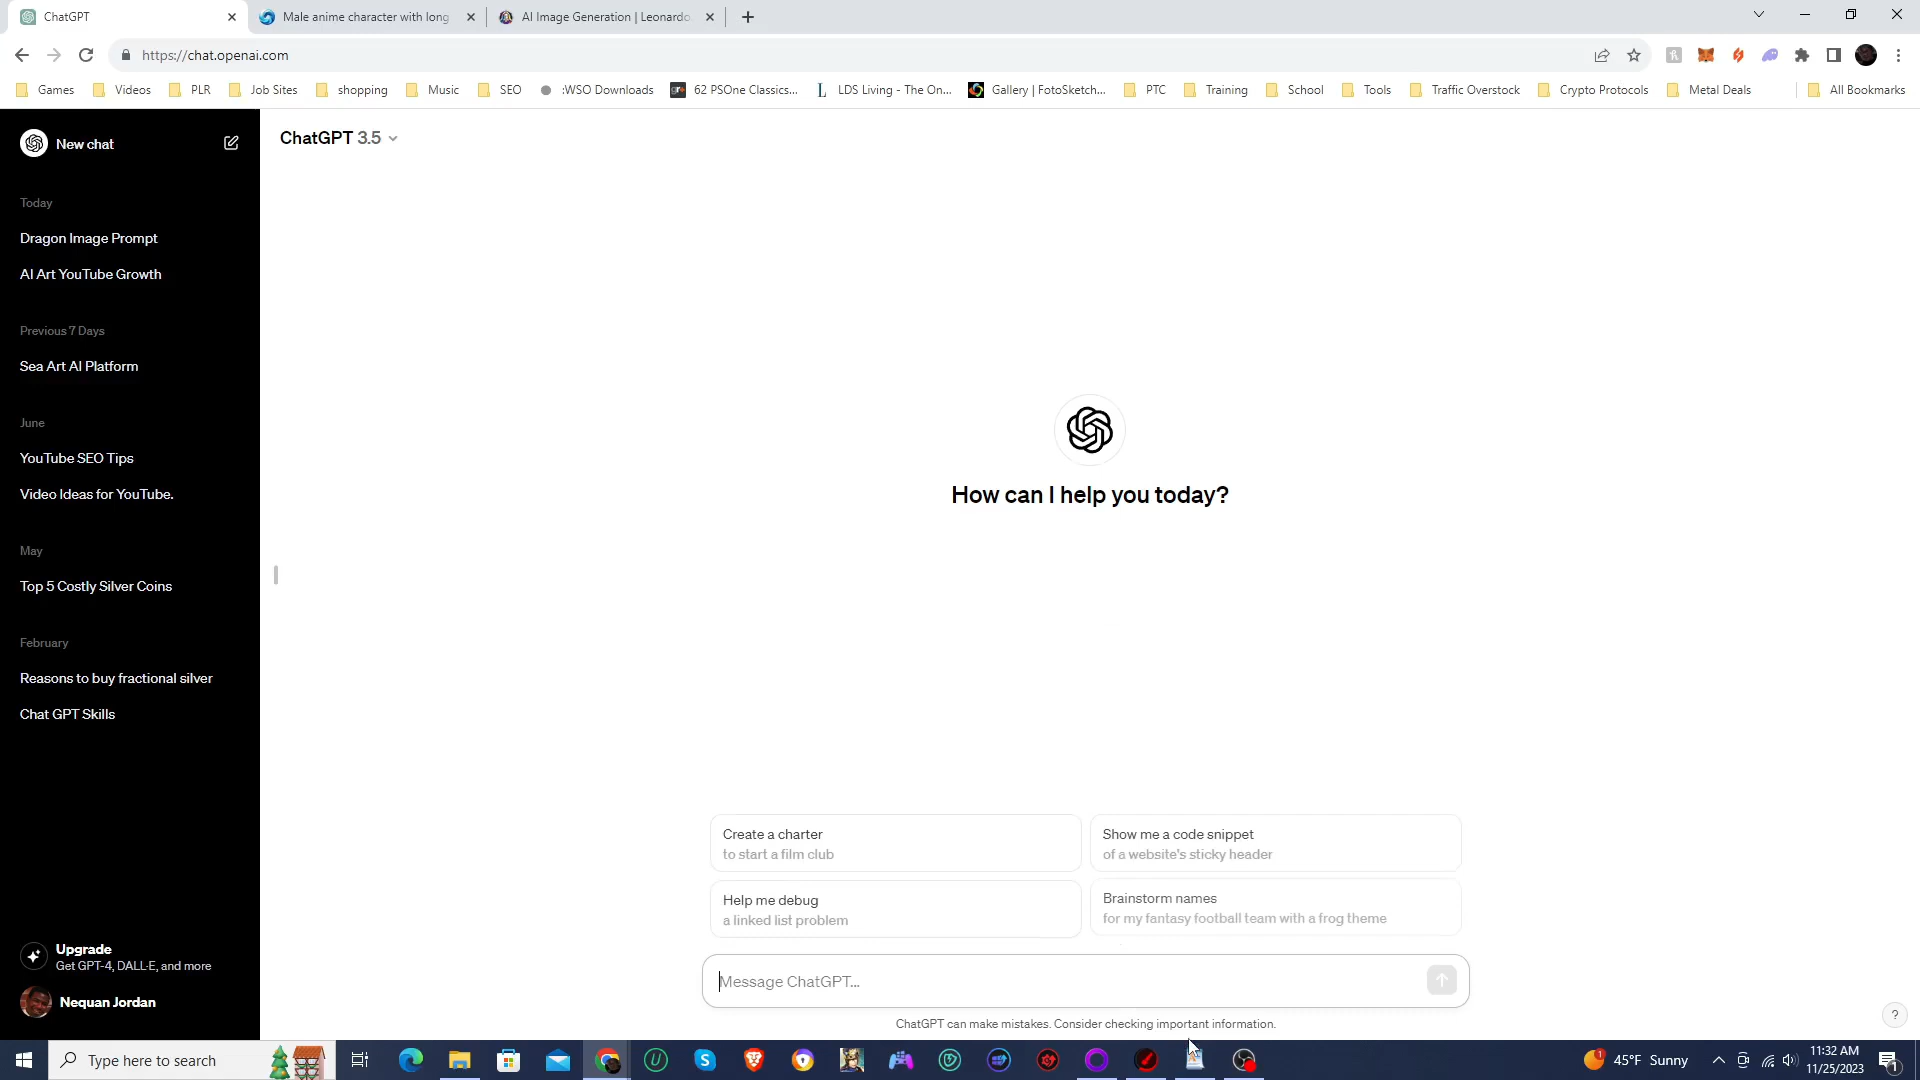 ChatGPT
Male anime character with long
AI Image Generation | Leonardo.
https://chat.openai.com
Games
Videos
PLR
Job Sites
shopping
Music
SEO
:WSO Downloads
62 PSOne Classics...
LDS Living - The On...
Gallery | FotoSketch...
PTC
Training
School
Tools
Traffic Overstock
Crypto Protocols
Metal Deals
All Bookmarks
New chat
ChatGPT 3.5
Today
Dragon Image Prompt
AI Art YouTube Growth
Previous 7 Days
Sea Art AI Platform
June
YouTube SEO Tips
Video Ideas for YouTube.
May
Top 5 Costly Silver Coins
February
Reasons to buy fractional silver
Chat GPT Skills
Upgrade
Get GPT-4, DALL·E, and more
Nequan Jordan
How can I help you today?
Create a charter
to start a film club
Show me a code snippet
of a website's sticky header
Help me debug
a linked list problem
Brainstorm names
for my fantasy football team with a frog theme
Message ChatGPT...
ChatGPT can make mistakes. Consider checking important information.
?
Type here to search
1
45°F Sunny
11:32 AM
11/25/2023
1